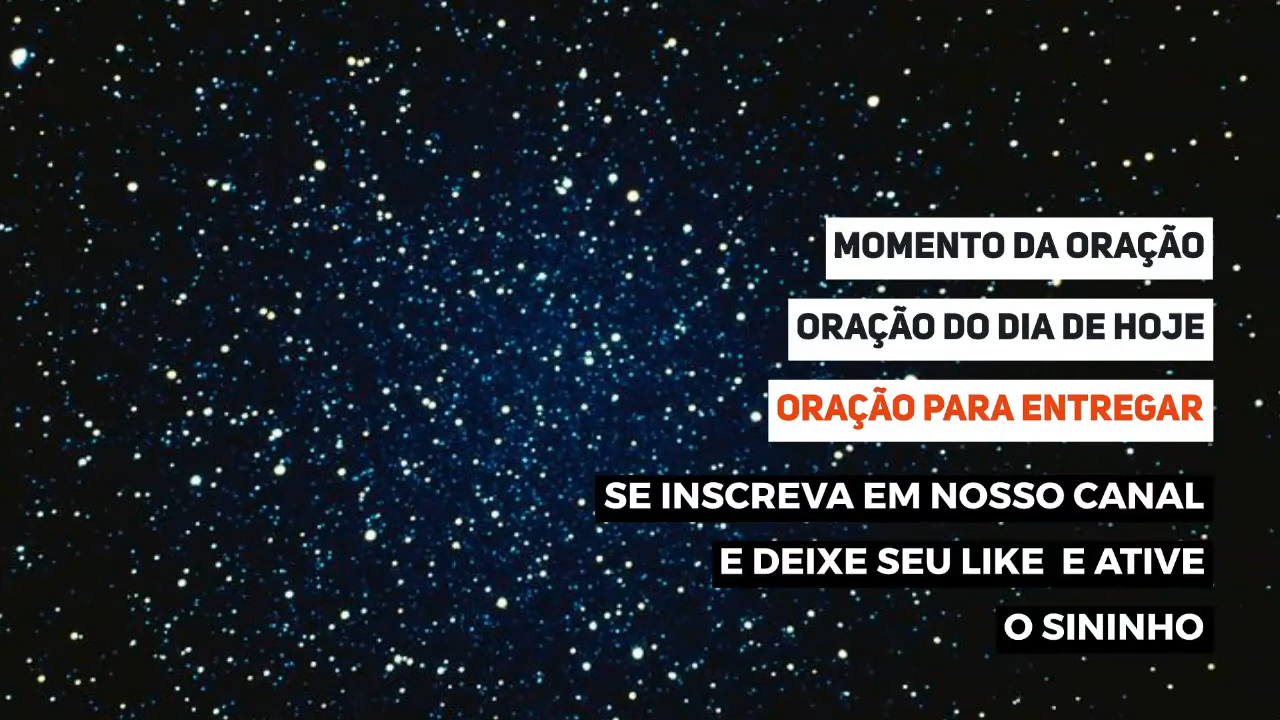 MOMENTO DA ORAÇÃO
ORAÇÃO DO DIA DE HOJE
ORAÇÃO PARA ENTREGAR
SE INSCREVA EM NOSSO CANAL
E DEIXE SEU LIKE E ATIVE
O SININHO